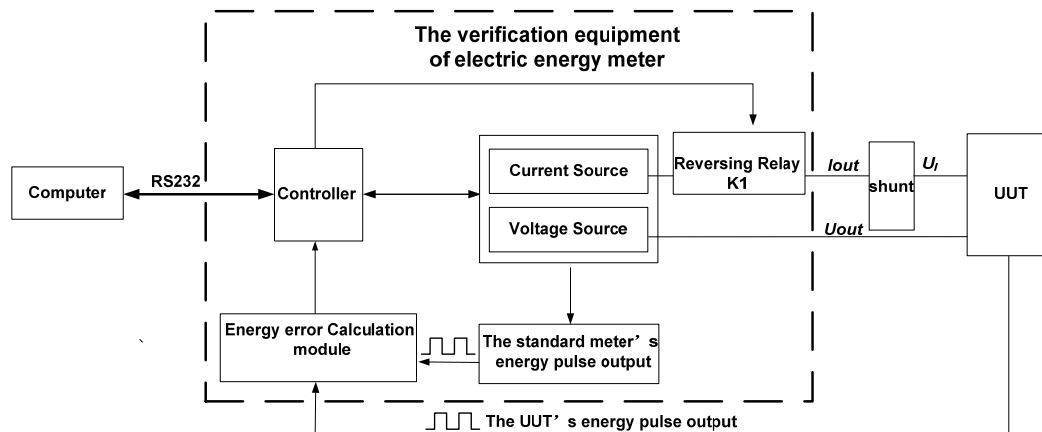 The verification equipment
of electric energy meter
Computer
RS232
Controller
Current Source
Voltage Source
Reversing Relay
K1
Iout
shunt
UI
UUT
Uout
Energy error Calculation
module
The standard meter’s
energy pulse output
The UUT’s energy pulse output